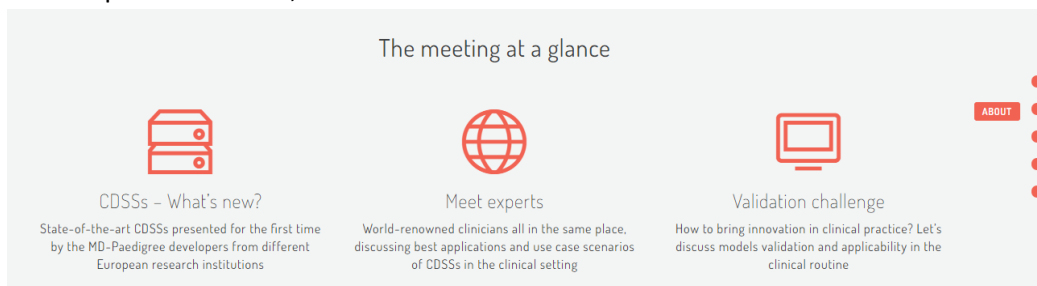 The meeting at a glance
ABOUT
CDSSs – What's new?
State-of-the-art CDSSs presented for the first time
by the MD-Paedigree developers from different
European research institutions
Meet experts
World-renowned clinicians all in the same place,
discussing best applications and use case scenarios
of CDSSs in the clinical setting
Validation challenge
How to bring innovation in clinical practice? Let's
discuss models validation and applicability in the
clinical routine